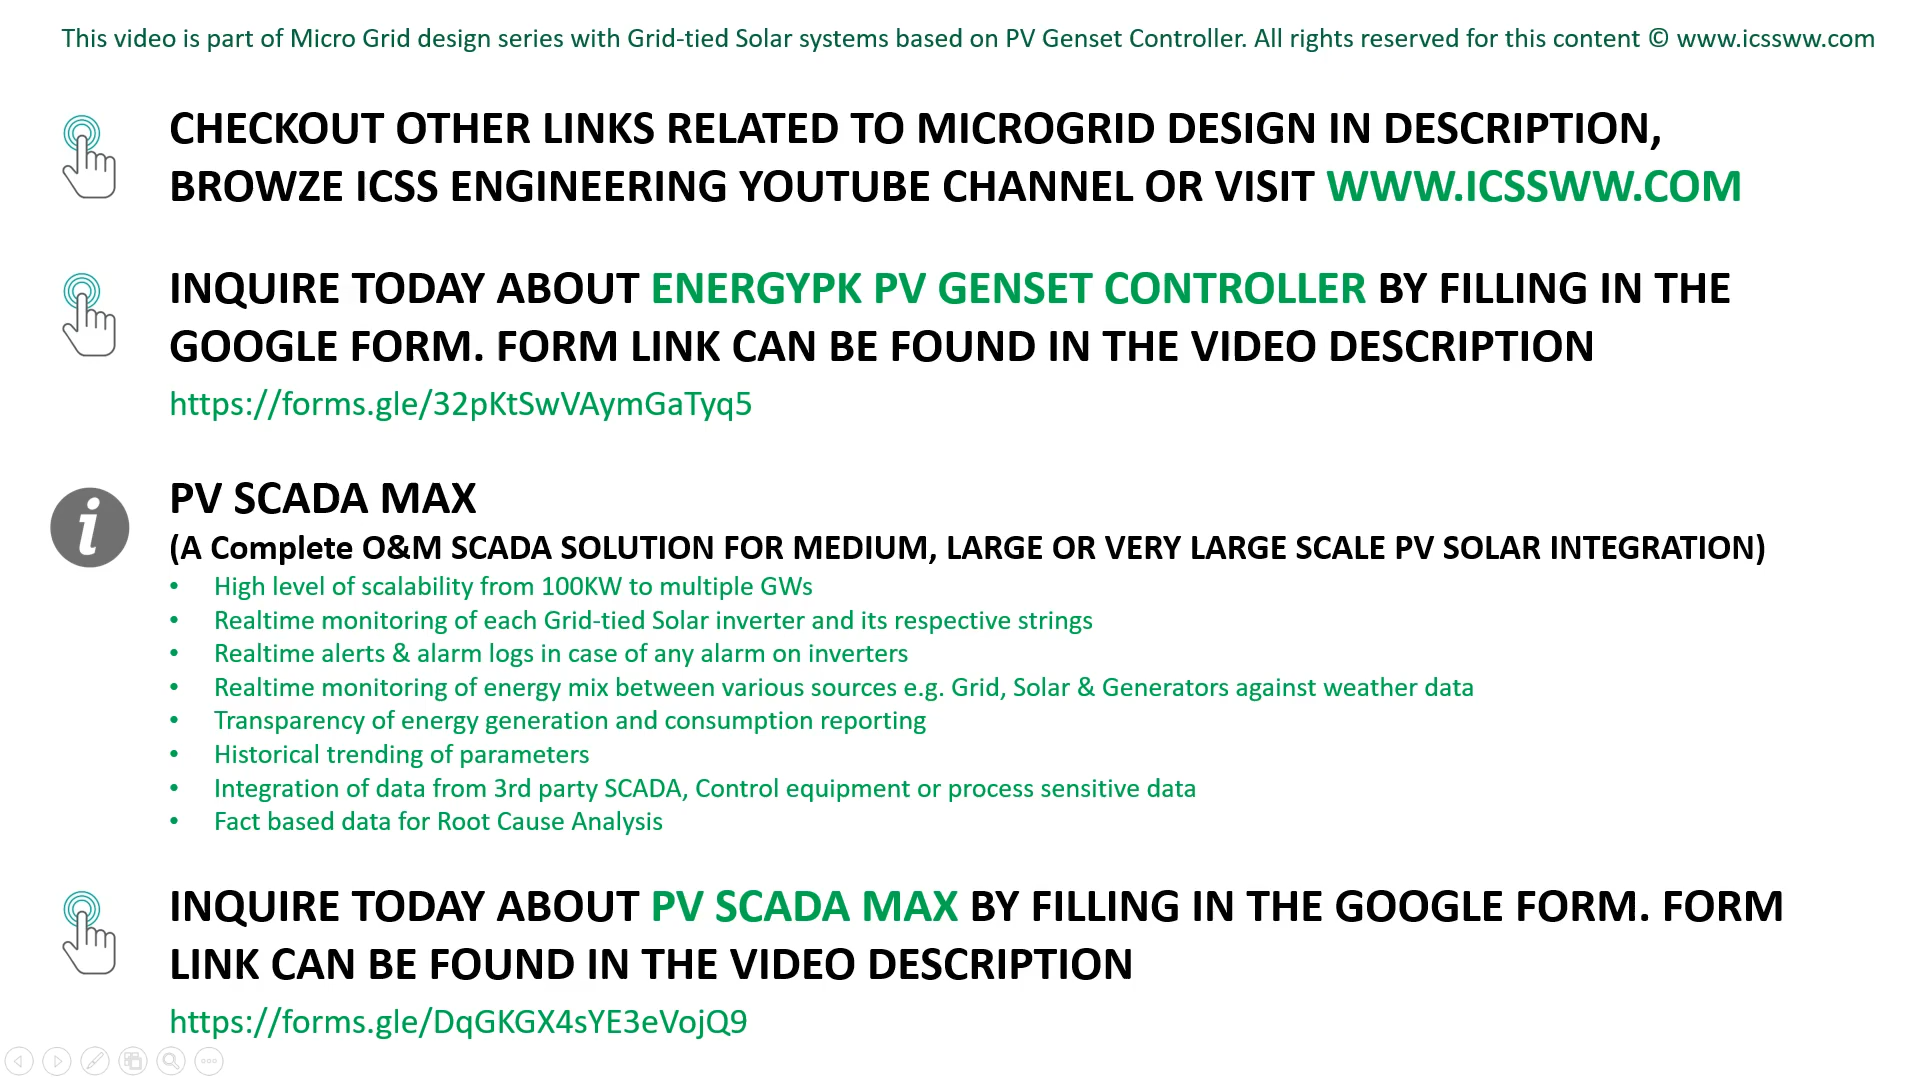 This video is part of Micro Grid design series with Grid-tied Solar systems based on PV Genset Controller. All rights reserved for this content © www.icssww.com
CHECKOUT OTHER LINKS RELATED TO MICROGRID DESIGN IN DESCRIPTION,
BROWZE ICSS ENGINEERING YOUTUBE CHANNEL OR VISIT WWW.ICSSWW.COM
INQUIRE TODAY ABOUT ENERGYPK PV GENSET CONTROLLER BY FILLING IN THE
GOOGLE FORM. FORM LINK CAN BE FOUND IN THE VIDEO DESCRIPTION
https://forms.gle/32pKtSwVAymGaTyq5
PV SCADA MAX
(A Complete O&M SCADA SOLUTION FOR MEDIUM, LARGE OR VERY LARGE SCALE PV SOLAR INTEGRATION)
• High level of scalability from 100KW to multiple GWs
• Realtime monitoring of each Grid-tied Solar inverter and its respective strings
• Realtime alerts & alarm logs in case of any alarm on inverters
• Realtime monitoring of energy mix between various sources e.g. Grid, Solar & Generators against weather data
• Transparency of energy generation and consumption reporting
• Historical trending of parameters
• Integration of data from 3rd party SCADA, Control equipment or process sensitive data
• Fact based data for Root Cause Analysis
INQUIRE TODAY ABOUT PV SCADA MAX BY FILLING IN THE GOOGLE FORM. FORM
LINK CAN BE FOUND IN THE VIDEO DESCRIPTION
https://forms.gle/DqGKGX4sYE3eVojQ9